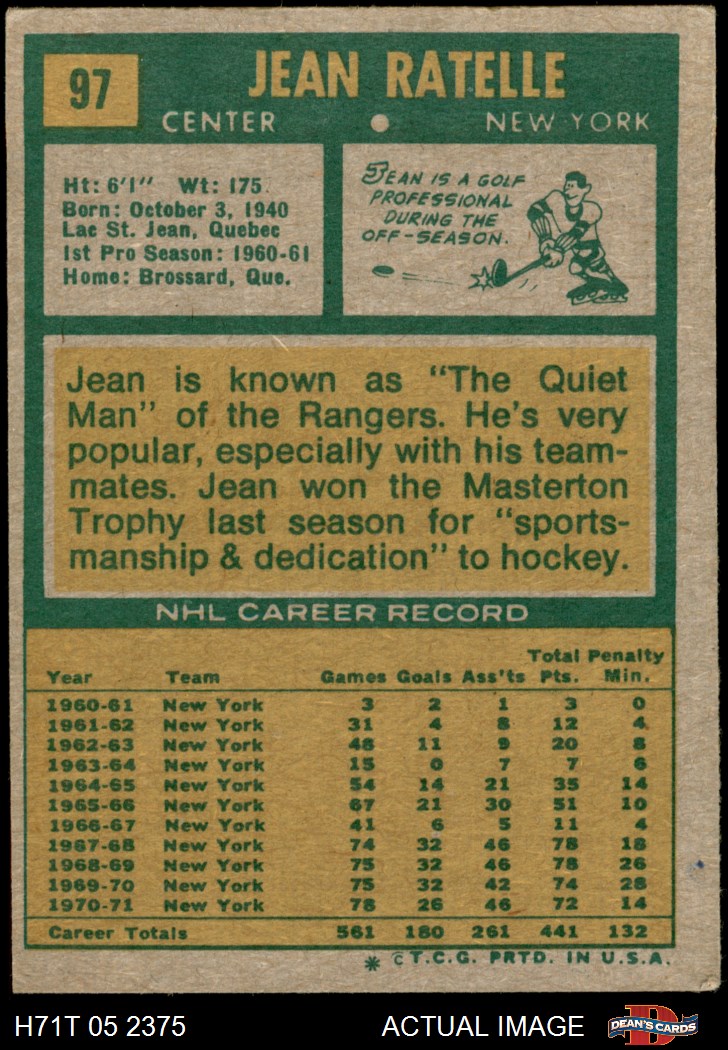 97
JEAN RATELLE
CENTER NEW YORK
Ht: 6'1" Wt: 175
Born: October 3, 1940
Lac St. Jean, Quebec
1st Pro Season: 1960-61
Home: Brossard, Que.
JEAN IS A GOLF
PROFESSIONAL
DURING THE
OFF-SEASON.
Jean is known as "The Quiet
Man" of the Rangers. He's very
popular, especially with his team-
mates. Jean won the Masterton
Trophy last season for "sports-
manship & dedication" to hockey.
NHL CAREER RECORD
Total Penalty
Year Team Games Goals Ass'ts Pts. Min.
1960-61 New York 3 2 1 3 0
1961-62 New York 31 4 8 12 4
1962-63 New York 48 11 9 20 8
1963-64 New York 15 0 7 7 6
1964-65 New York 54 14 21 35 14
1965-66 New York 67 21 30 51 10
1966-67 New York 41 6 5 11 4
1967-68 New York 74 32 46 78 18
1968-69 New York 75 32 46 78 26
1969-70 New York 75 32 42 74 28
1970-71 New York 78 26 46 72 14
Career Totals 561 180 261 441 132
* © T.C.G. PRTD. IN U.S.A.
H71T 05 2375 ACTUAL IMAGE DEAN'S CARDS